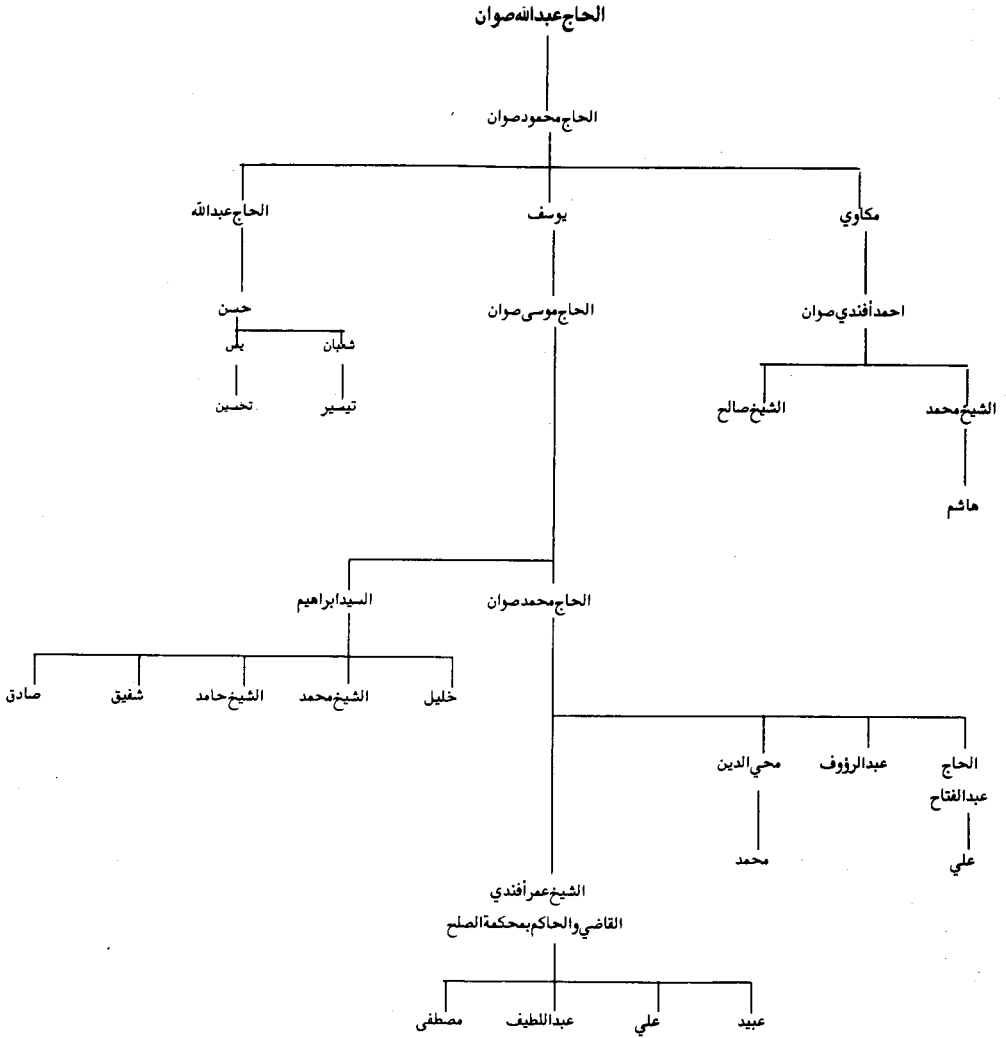 الحاج عبدالله صوان
الحاج محمود صوان
مكاوي
يوسف
الحاج عبدالله
احمد أفندي صوان
الحاج موسى صوان
حسن
شعبان
يس
الشيخ محمد
الشيخ صالح
تيسير
تحسين
هاشم
الحاج محمد صوان
السيد ابراهيم
خليل
الشيخ محمد
الشيخ حامد
شفيق
صادق
الحاج
عبدالفتاح
عبدالرؤوف
محي الدين
علي
محمد
الشيخ عمر أفندي
القاضي والحاكم بمحكمة الصلح
عبيد
علي
عبداللطيف
مصطفى